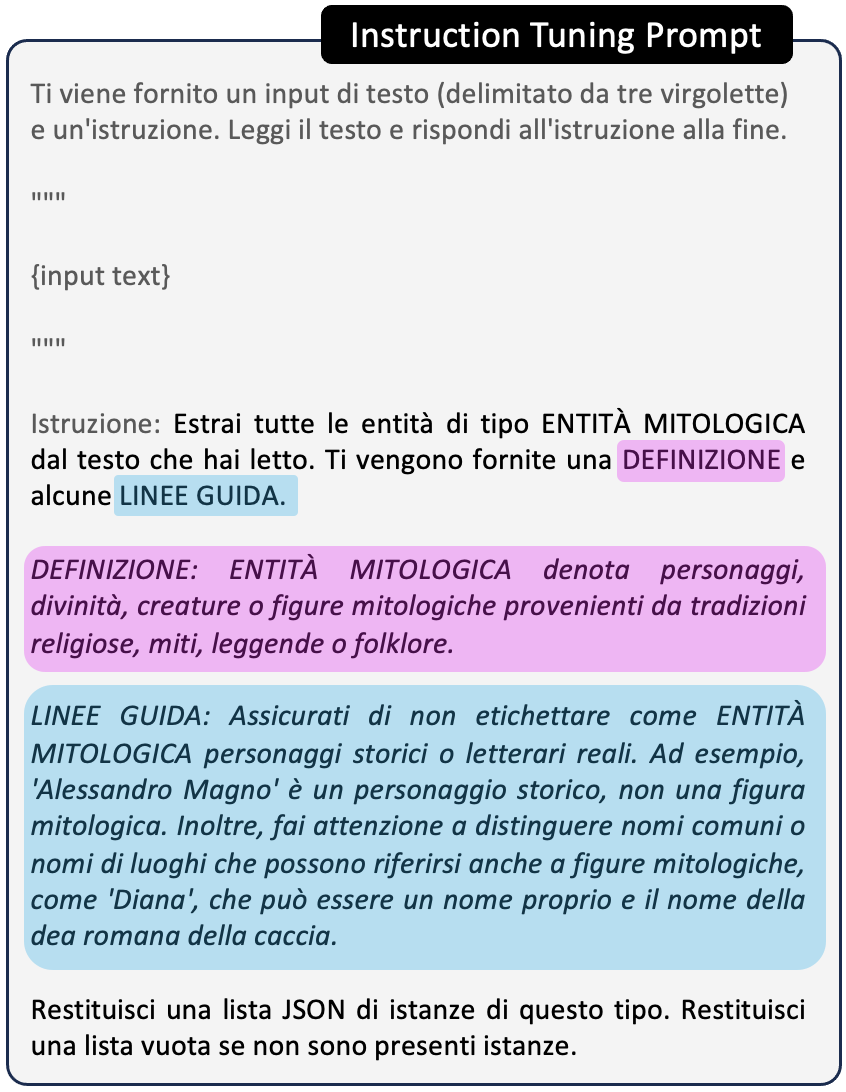 Instruction Tuning Prompt
Ti viene fornito un input di testo (delimitato da tre virgolette)
e un'istruzione. Leggi il testo e rispondi all'istruzione alla fine.
"""
{input text}
"""
Istruzione: Estrai tutte le entità di tipo ENTITÀ MITOLOGICA
dal testo che hai letto. Ti vengono fornite una DEFINIZIONE e
alcune LINEE GUIDA.
DEFINIZIONE: ENTITÀ MITOLOGICA denota personaggi,
divinità, creature o figure mitologiche provenienti da tradizioni
religiose, miti, leggende o folklore.
LINEE GUIDA: Assicurati di non etichettare come ENTITÀ
MITOLOGICA personaggi storici o letterari reali. Ad esempio,
'Alessandro Magno' è un personaggio storico, non una figura
mitologica. Inoltre, fai attenzione a distinguere nomi comuni o
nomi di luoghi che possono riferirsi anche a figure mitologiche,
come 'Diana', che può essere un nome proprio e il nome della
dea romana della caccia.
Restituisci una lista JSON di istanze di questo tipo. Restituisci
una lista vuota se non sono presenti istanze.